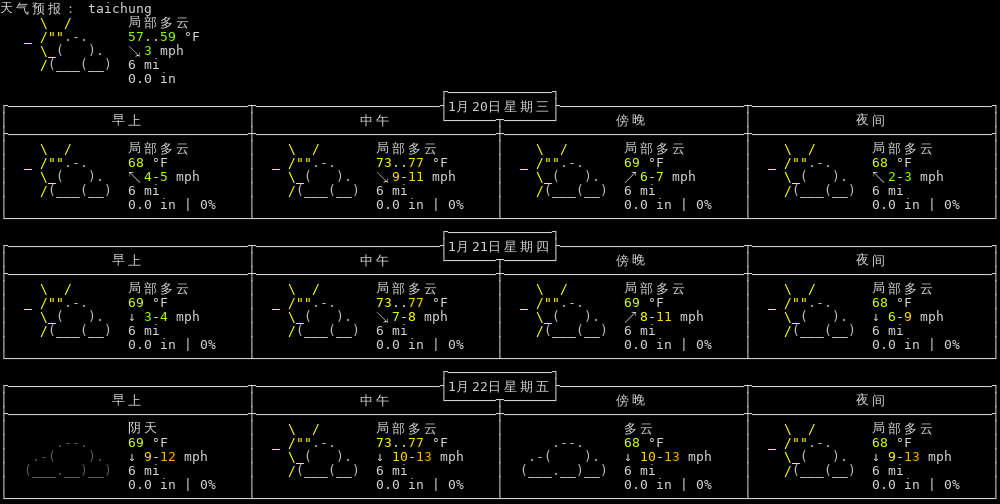 天气预报: taichung
局部多云
57..59 °F
↘ 3 mph
6 mi
0.0 in
1月20日星期三
早上 中午 傍晚 夜间
局部多云 局部多云 局部多云 局部多云
68 °F 73..77 °F 69 °F 68 °F
↖ 4-5 mph ↘ 9-11 mph ↗ 6-7 mph ↖ 2-3 mph
6 mi 6 mi 6 mi 6 mi
0.0 in | 0% 0.0 in | 0% 0.0 in | 0% 0.0 in | 0%
1月21日星期四
早上 中午 傍晚 夜间
局部多云 局部多云 局部多云 局部多云
69 °F 73..77 °F 69 °F 68 °F
↓ 3-4 mph ↘ 7-8 mph ↗ 8-11 mph ↓ 6-9 mph
6 mi 6 mi 6 mi 6 mi
0.0 in | 0% 0.0 in | 0% 0.0 in | 0% 0.0 in | 0%
1月22日星期五
早上 中午 傍晚 夜间
阴天 局部多云 多云 局部多云
69 °F 73..77 °F 68 °F 68 °F
↓ 9-12 mph ↓ 10-13 mph ↓ 10-13 mph ↓ 9-13 mph
6 mi 6 mi 6 mi 6 mi
0.0 in | 0% 0.0 in | 0% 0.0 in | 0% 0.0 in | 0%